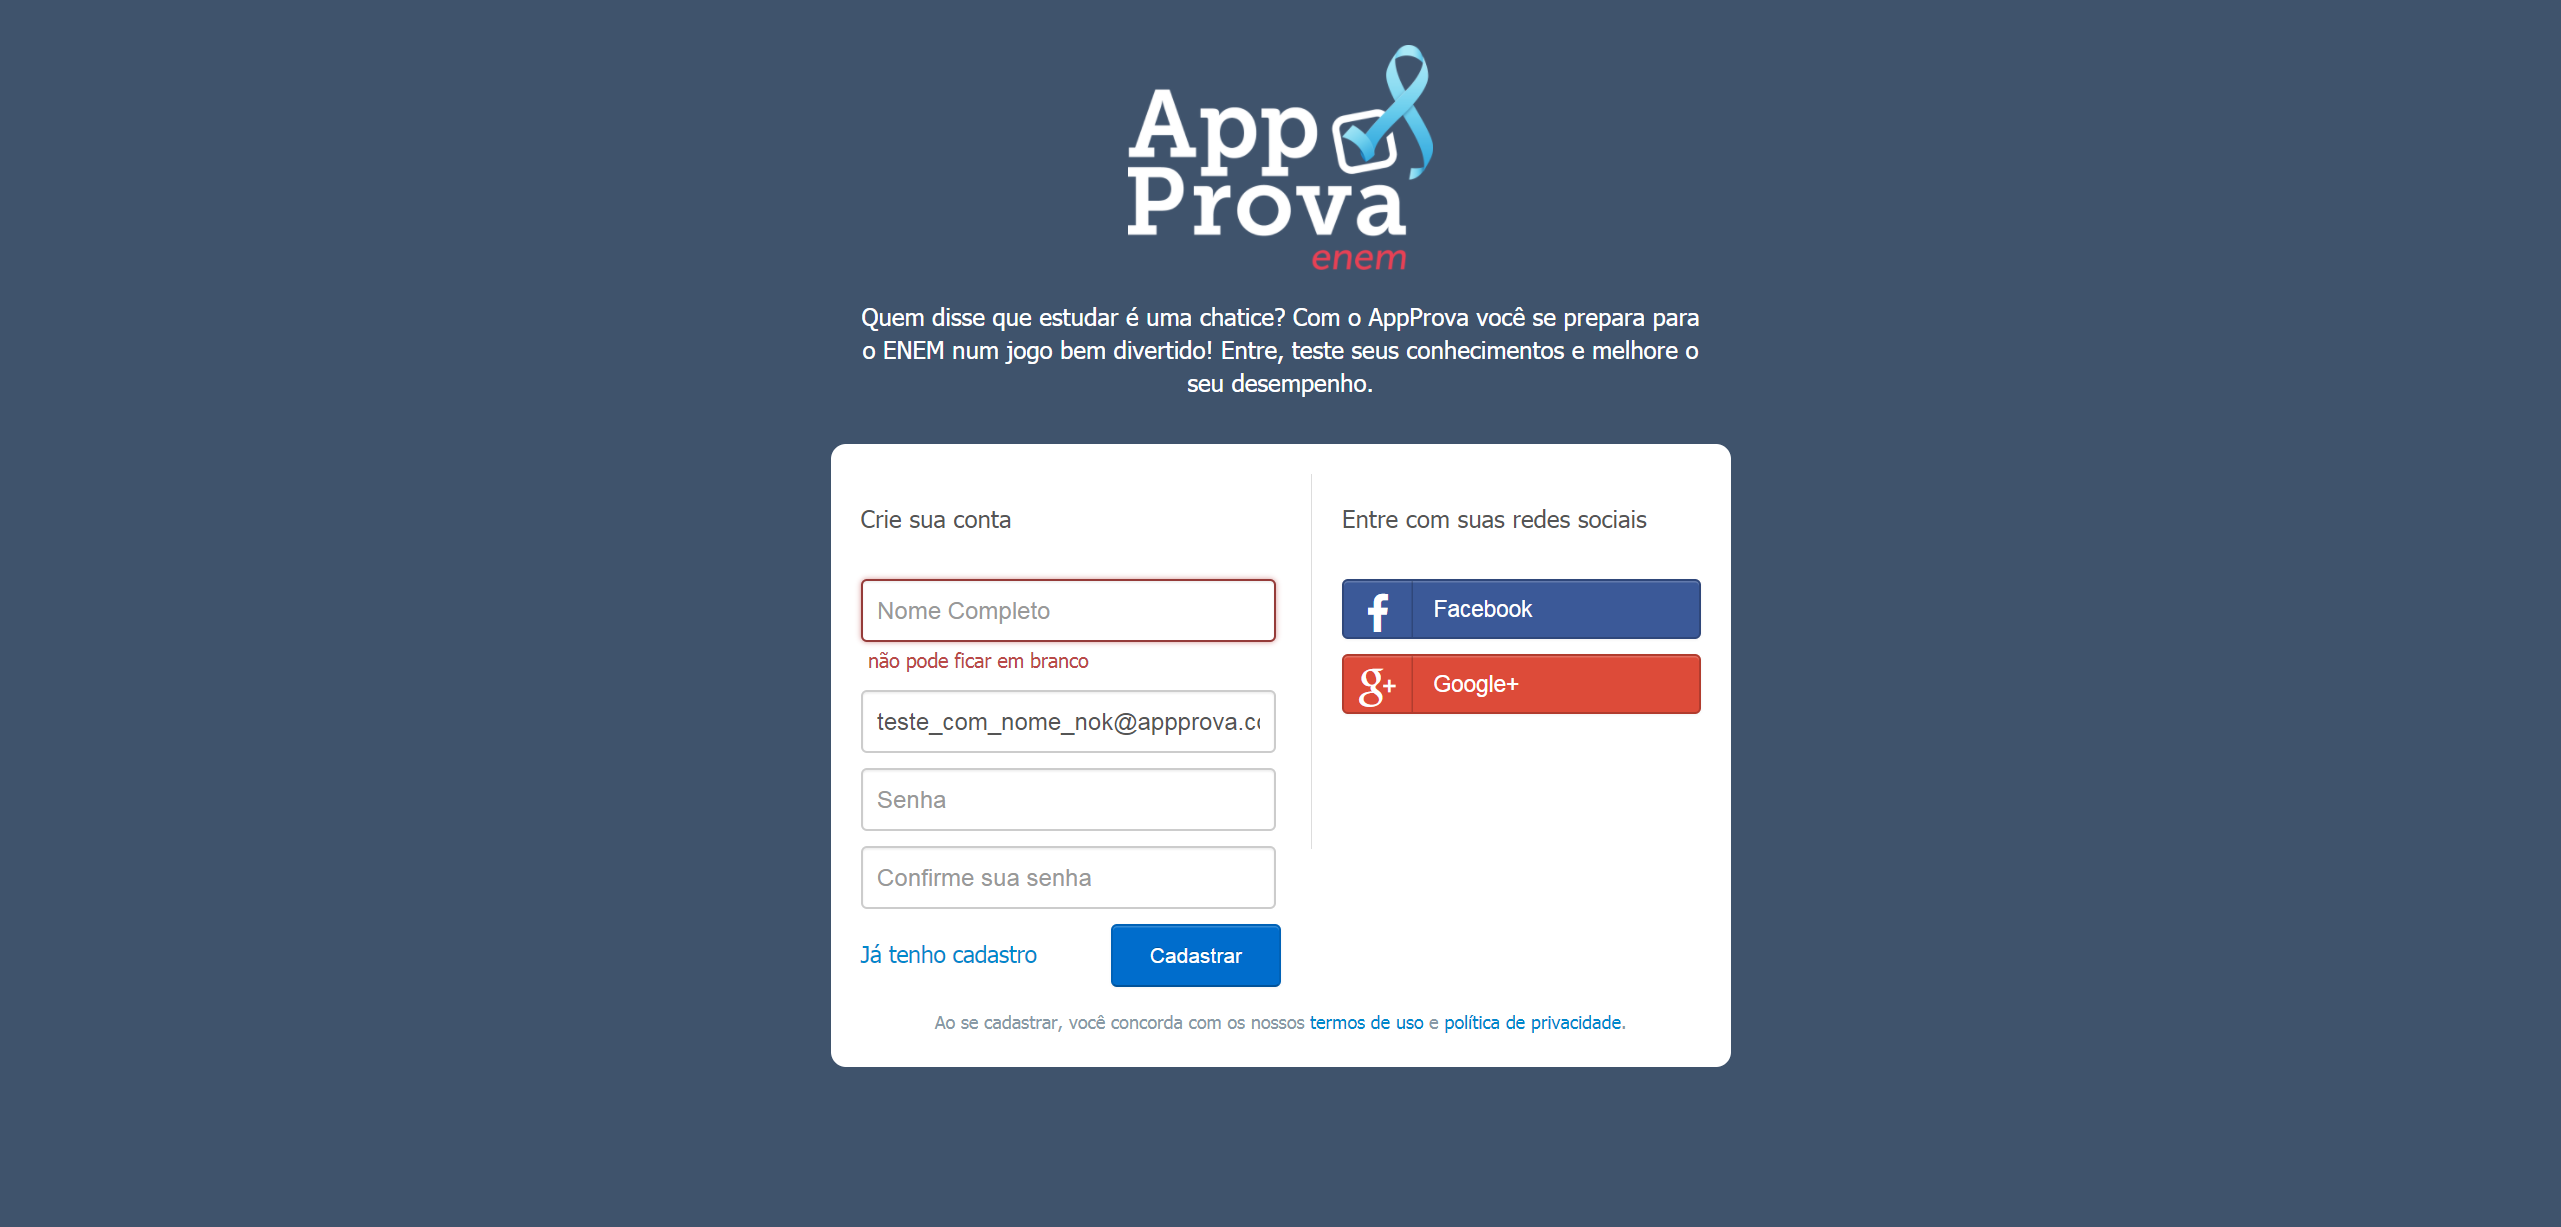 App
Prova
enem
Quem disse que estudar é uma chatice? Com o AppProva você se prepara para
o ENEM num jogo bem divertido! Entre, teste seus conhecimentos e melhore o
seu desempenho.
Crie sua conta
Nome Completo
não pode ficar em branco
teste_com_nome_nok@appprova.co
Senha
Confirme sua senha
Já tenho cadastro
Cadastrar
Entre com suas redes sociais
f Facebook
g+ Google+
Ao se cadastrar, você concorda com os nossos termos de uso e política de privacidade.